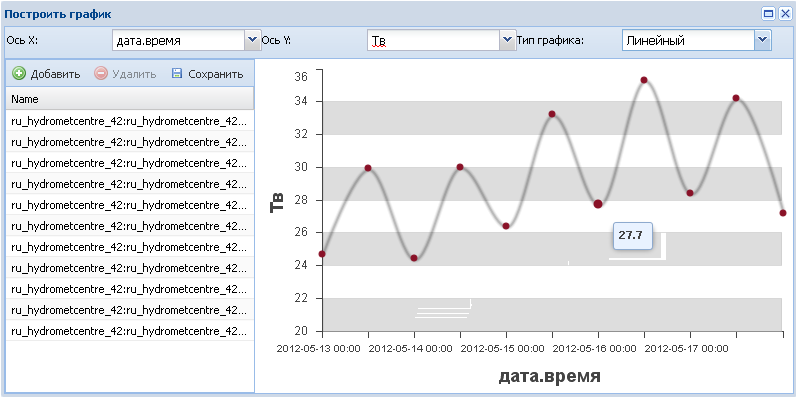 Построить график
Ось X: дата.время Ось Y: Тв Тип графика: Линейный
Добавить Удалить Сохранить
Name
ru_hydrometcentre_42:ru_hydrometcentre_42...
ru_hydrometcentre_42:ru_hydrometcentre_42...
ru_hydrometcentre_42:ru_hydrometcentre_42...
ru_hydrometcentre_42:ru_hydrometcentre_42...
ru_hydrometcentre_42:ru_hydrometcentre_42...
ru_hydrometcentre_42:ru_hydrometcentre_42...
ru_hydrometcentre_42:ru_hydrometcentre_42...
ru_hydrometcentre_42:ru_hydrometcentre_42...
ru_hydrometcentre_42:ru_hydrometcentre_42...
ru_hydrometcentre_42:ru_hydrometcentre_42...
ru_hydrometcentre_42:ru_hydrometcentre_42...
36
34
32
30
28
26
24
22
20
Тв
27.7
2012-05-13 00:00 2012-05-14 00:00 2012-05-15 00:00 2012-05-16 00:00 2012-05-17 00:00
дата.время